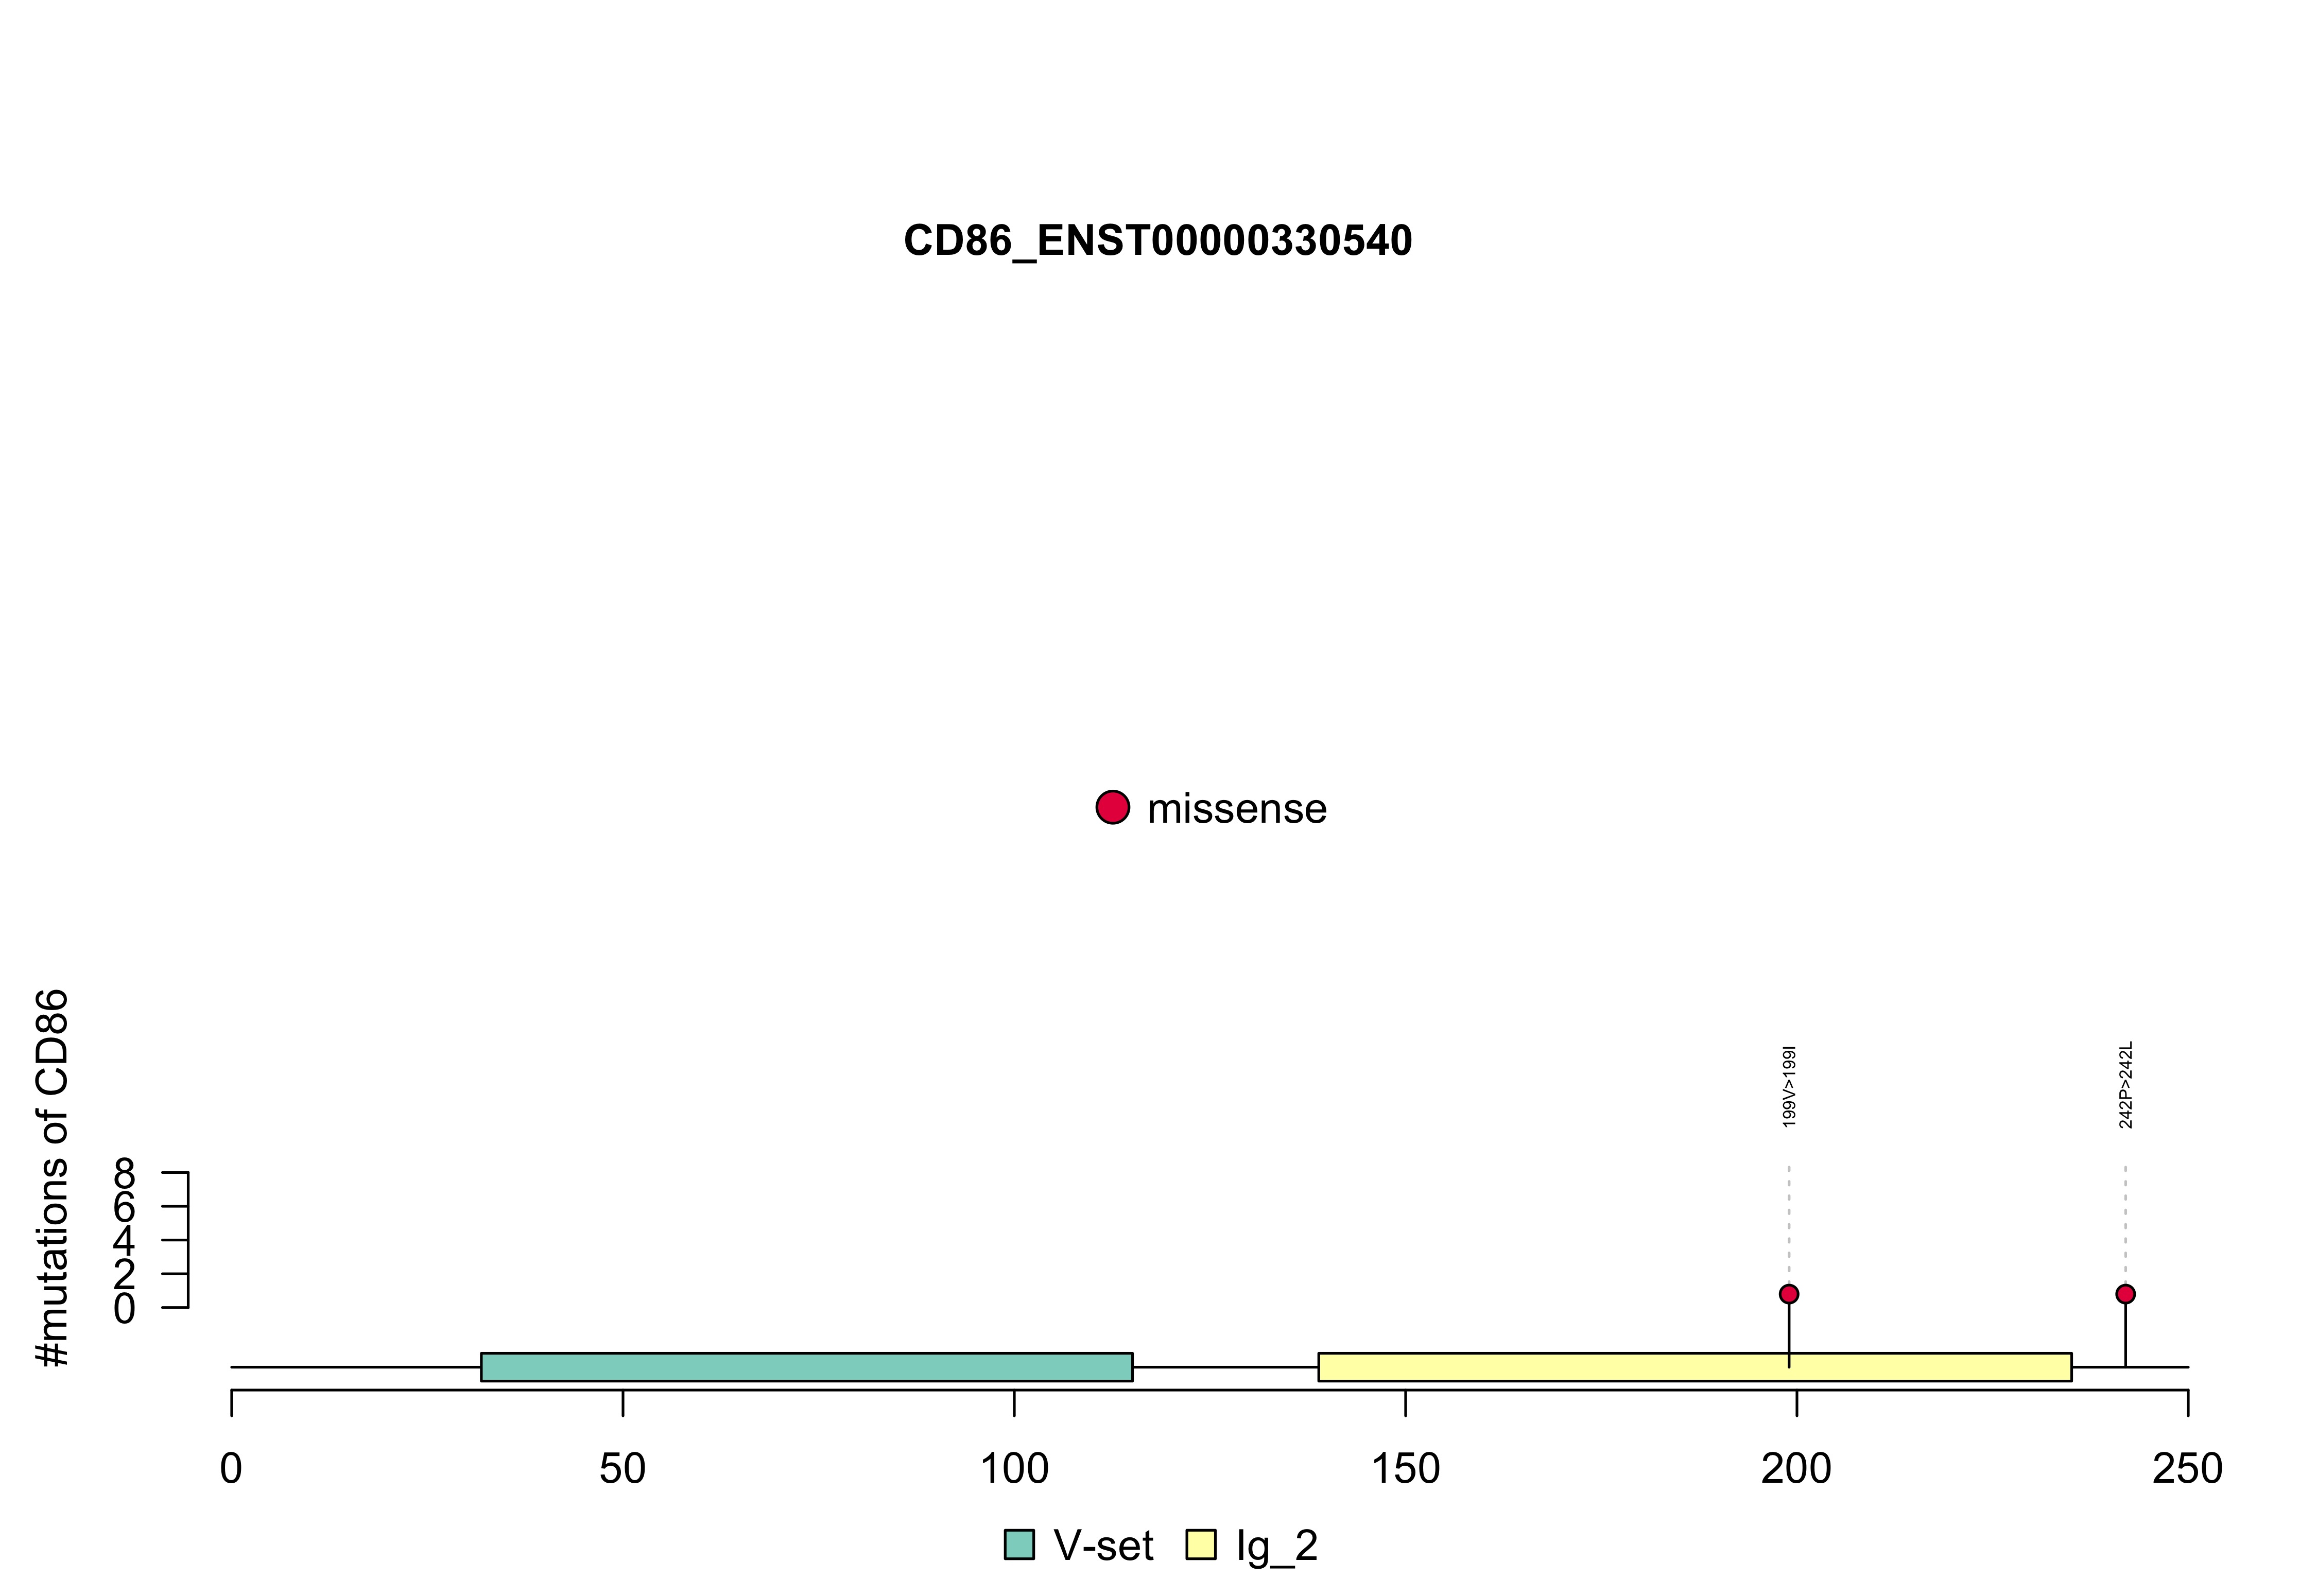 CD86_ENST00000330540
missense
#mutations of CD86
199V>199I
242P>242L
8
6
4
2
0
0 50 100 150 200 250
V-set Ig_2